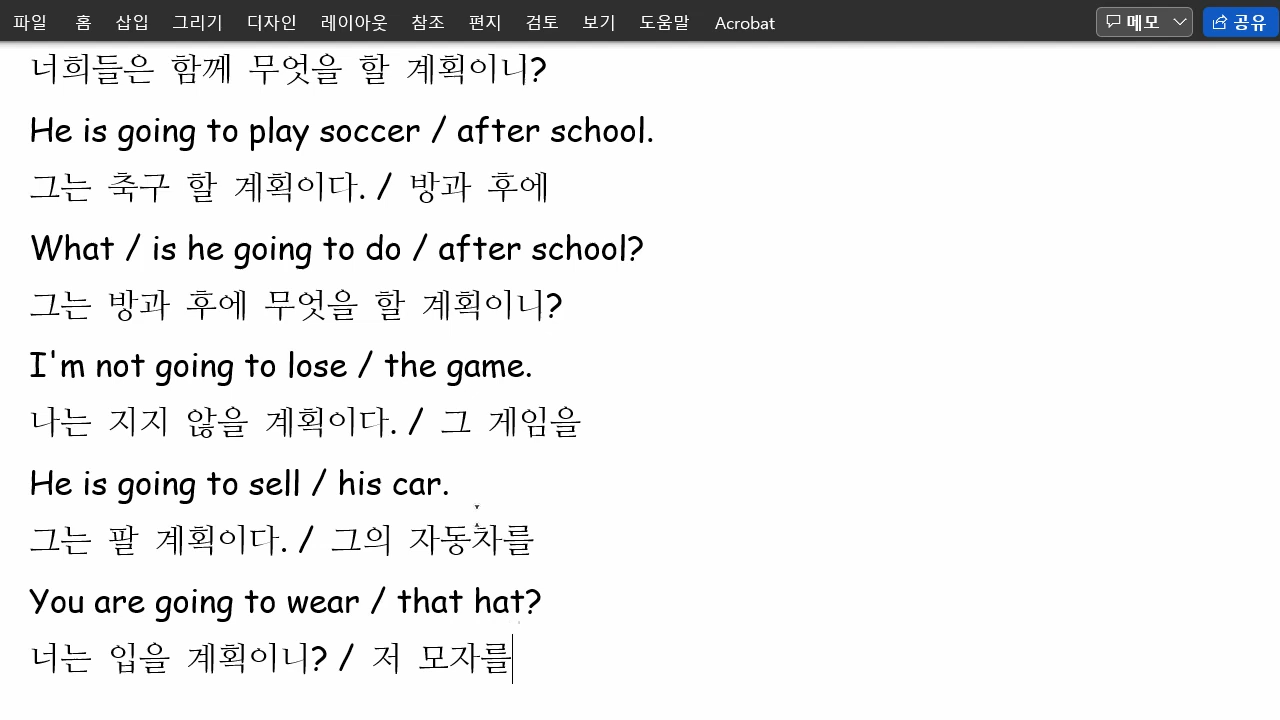 파일 홈 삽입 그리기 디자인 레이아웃 참조 편지 검토 보기 도움말 Acrobat 메모 공유
너희들은 함께 무엇을 할 계획이니?
He is going to play soccer / after school.
그는 축구 할 계획이다. / 방과 후에
What / is he going to do / after school?
그는 방과 후에 무엇을 할 계획이니?
I'm not going to lose / the game.
나는 지지 않을 계획이다. / 그 게임을
He is going to sell / his car.
그는 팔 계획이다. / 그의 자동차를
You are going to wear / that hat?
너는 입을 계획이니? / 저 모자를